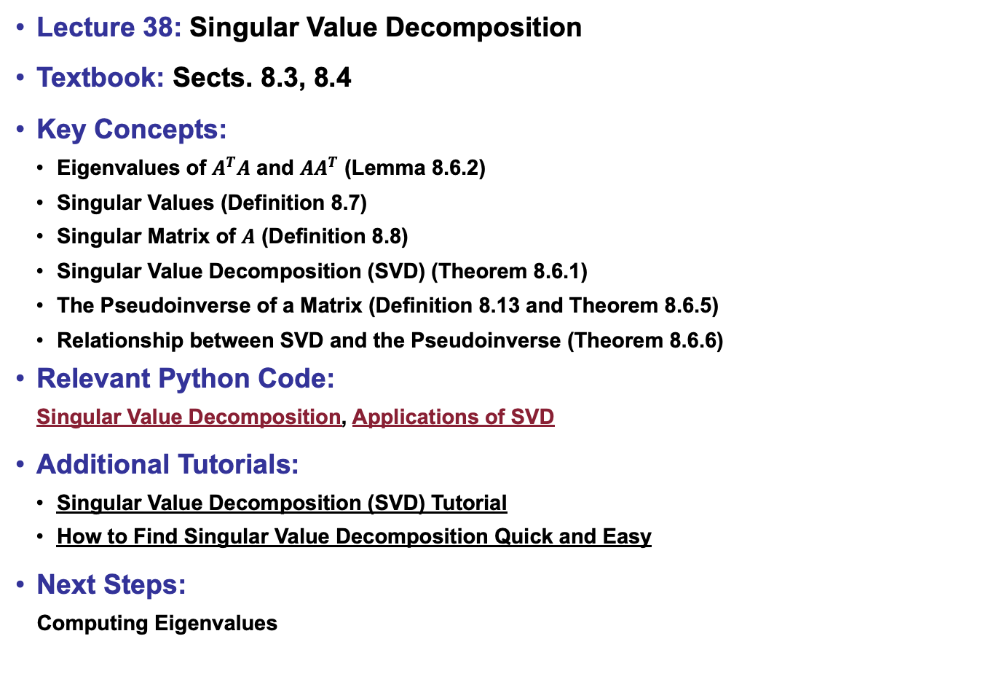 • Lecture 38: Singular Value Decomposition
• Textbook: Sects. 8.3, 8.4
• Key Concepts:
• Eigenvalues of 𝑨ᵀ𝑨 and 𝑨𝑨ᵀ (Lemma 8.6.2)
• Singular Values (Definition 8.7)
• Singular Matrix of 𝑨 (Definition 8.8)
• Singular Value Decomposition (SVD) (Theorem 8.6.1)
• The Pseudoinverse of a Matrix (Definition 8.13 and Theorem 8.6.5)
• Relationship between SVD and the Pseudoinverse (Theorem 8.6.6)
• Relevant Python Code:
Singular Value Decomposition, Applications of SVD
• Additional Tutorials:
• Singular Value Decomposition (SVD) Tutorial
• How to Find Singular Value Decomposition Quick and Easy
• Next Steps:
Computing Eigenvalues